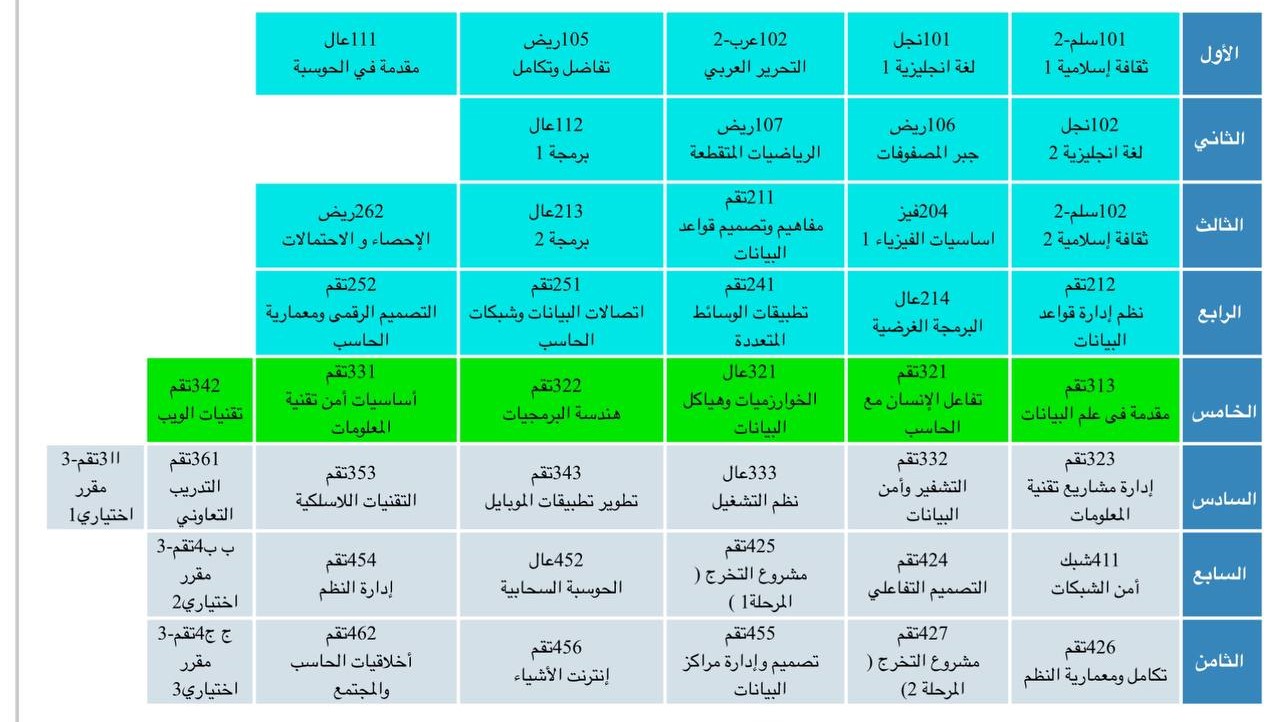 الأول
101سلم-2
ثقافة إسلامية 1
101نجل
لغة انجليزية 1
102عرب-2
التحرير العربي
105ريض
تفاضل وتكامل
111عال
مقدمة في الحوسبة
الثاني
102نجل
لغة انجليزية 2
106ريض
جبر المصفوفات
107ريض
الرياضيات المتقطعة
112عال
برمجة 1
الثالث
102سلم-2
ثقافة إسلامية 2
204فيز
اساسيات الفيزياء 1
211تقم
مفاهيم وتصميم قواعد
البيانات
213عال
برمجة 2
262ريض
الإحصاء و الاحتمالات
الرابع
212تقم
نظم إدارة قواعد
البيانات
214عال
البرمجة الغرضية
241تقم
تطبيقات الوسائط
المتعددة
251تقم
اتصالات البيانات وشبكات
الحاسب
252تقم
التصميم الرقمى ومعمارية
الحاسب
الخامس
313تقم
مقدمة فى علم البيانات
321تقم
تفاعل الإنسان مع
الحاسب
321عال
الخوارزميات وهياكل
البيانات
322تقم
هندسة البرمجيات
331تقم
أساسيات أمن تقنية
المعلومات
342تقم
تقنيات الويب
السادس
323تقم
إدارة مشاريع تقنية
المعلومات
332تقم
التشفير وأمن
البيانات
333عال
نظم التشغيل
343تقم
تطوير تطبيقات الموبايل
353تقم
التقنيات اللاسلكية
361تقم
التدريب
التعاوني
اا3تقم-3
مقرر
اختياري1
السابع
411شبك
أمن الشبكات
424تقم
التصميم التفاعلي
425تقم
مشروع التخرج (
المرحلة1 )
452عال
الحوسبة السحابية
454تقم
إدارة النظم
ب ب4تقم-3
مقرر
اختياري2
الثامن
426تقم
تكامل ومعمارية النظم
427تقم
مشروع التخرج (
المرحلة 2)
455تقم
تصميم وإدارة مراكز
البيانات
456تقم
إنترنت الأشياء
462تقم
أخلاقيات الحاسب
والمجتمع
ج ج4تقم-3
مقرر
اختياري3